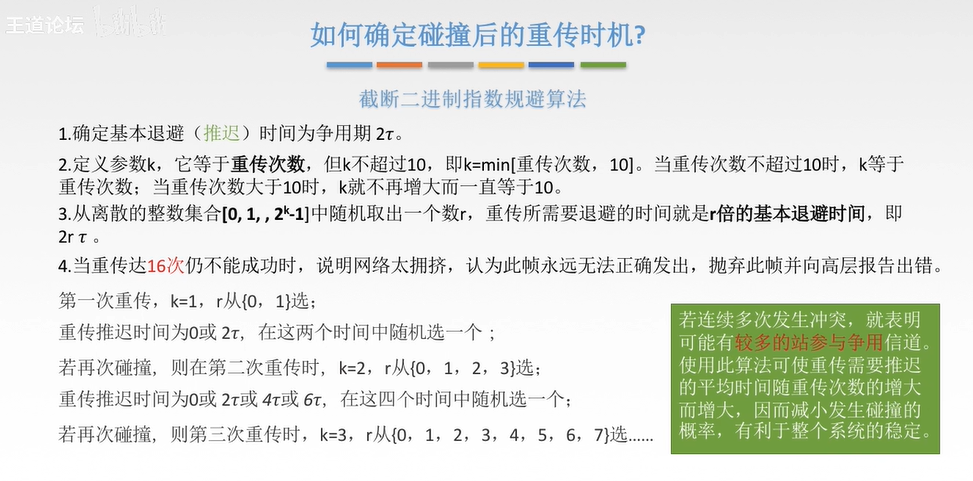 王道论坛 bilibili
如何确定碰撞后的重传时机?
截断二进制指数规避算法
1.确定基本退避（推迟）时间为争用期 2τ。
2.定义参数k，它等于重传次数，但k不超过10，即k=min[重传次数，10]。当重传次数不超过10时，k等于
重传次数；当重传次数大于10时，k就不再增大而一直等于10。
3.从离散的整数集合[0, 1, , 2ᵏ-1]中随机取出一个数r，重传所需要退避的时间就是r倍的基本退避时间，即
2r τ 。
4.当重传达16次仍不能成功时，说明网络太拥挤，认为此帧永远无法正确发出，抛弃此帧并向高层报告出错。
第一次重传，k=1，r从{0，1}选；
重传推迟时间为0或 2τ，在这两个时间中随机选一个；
若再次碰撞，则在第二次重传时，k=2，r从{0，1，2，3}选；
重传推迟时间为0或 2τ或 4τ或 6τ，在这四个时间中随机选一个；
若再次碰撞，则第三次重传时，k=3，r从{0，1，2，3，4，5，6，7}选……
若连续多次发生冲突，就表明
可能有较多的站参与争用信道。
使用此算法可使重传需要推迟
的平均时间随重传次数的增大
而增大，因而减小发生碰撞的
概率，有利于整个系统的稳定。